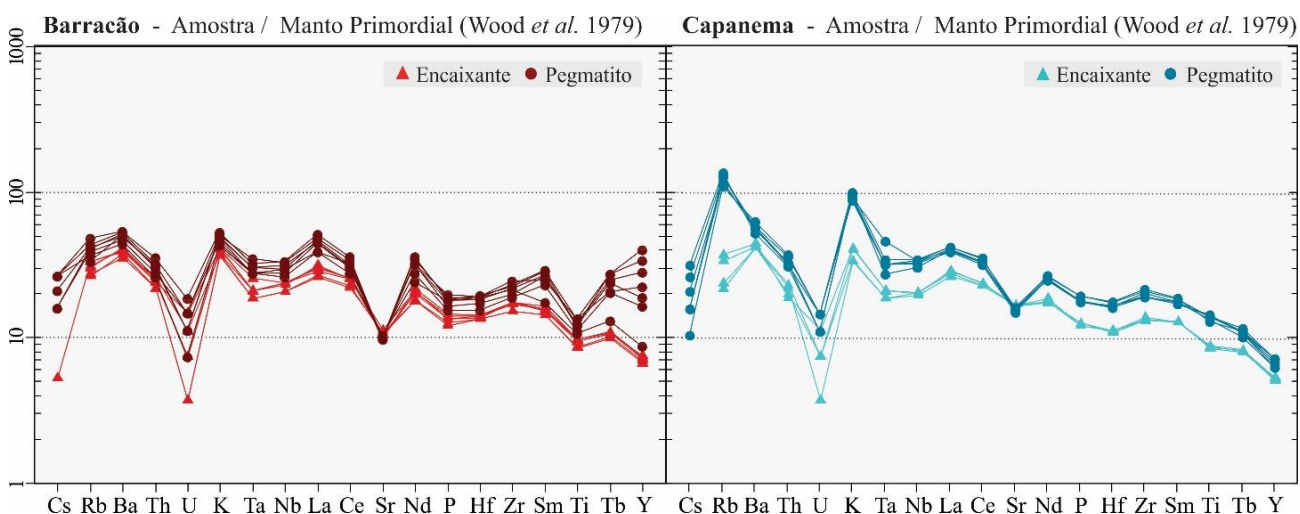 Barracão - Amostra / Manto Primordial (Wood et al. 1979)
Capanema - Amostra / Manto Primordial (Wood et al. 1979)
Encaixante Pegmatito
Encaixante Pegmatito
1000
100
10
1
Cs Rb Ba Th U K Ta Nb La Ce Sr Nd P Hf Zr Sm Ti Tb Y
Cs Rb Ba Th U K Ta Nb La Ce Sr Nd P Hf Zr Sm Ti Tb Y